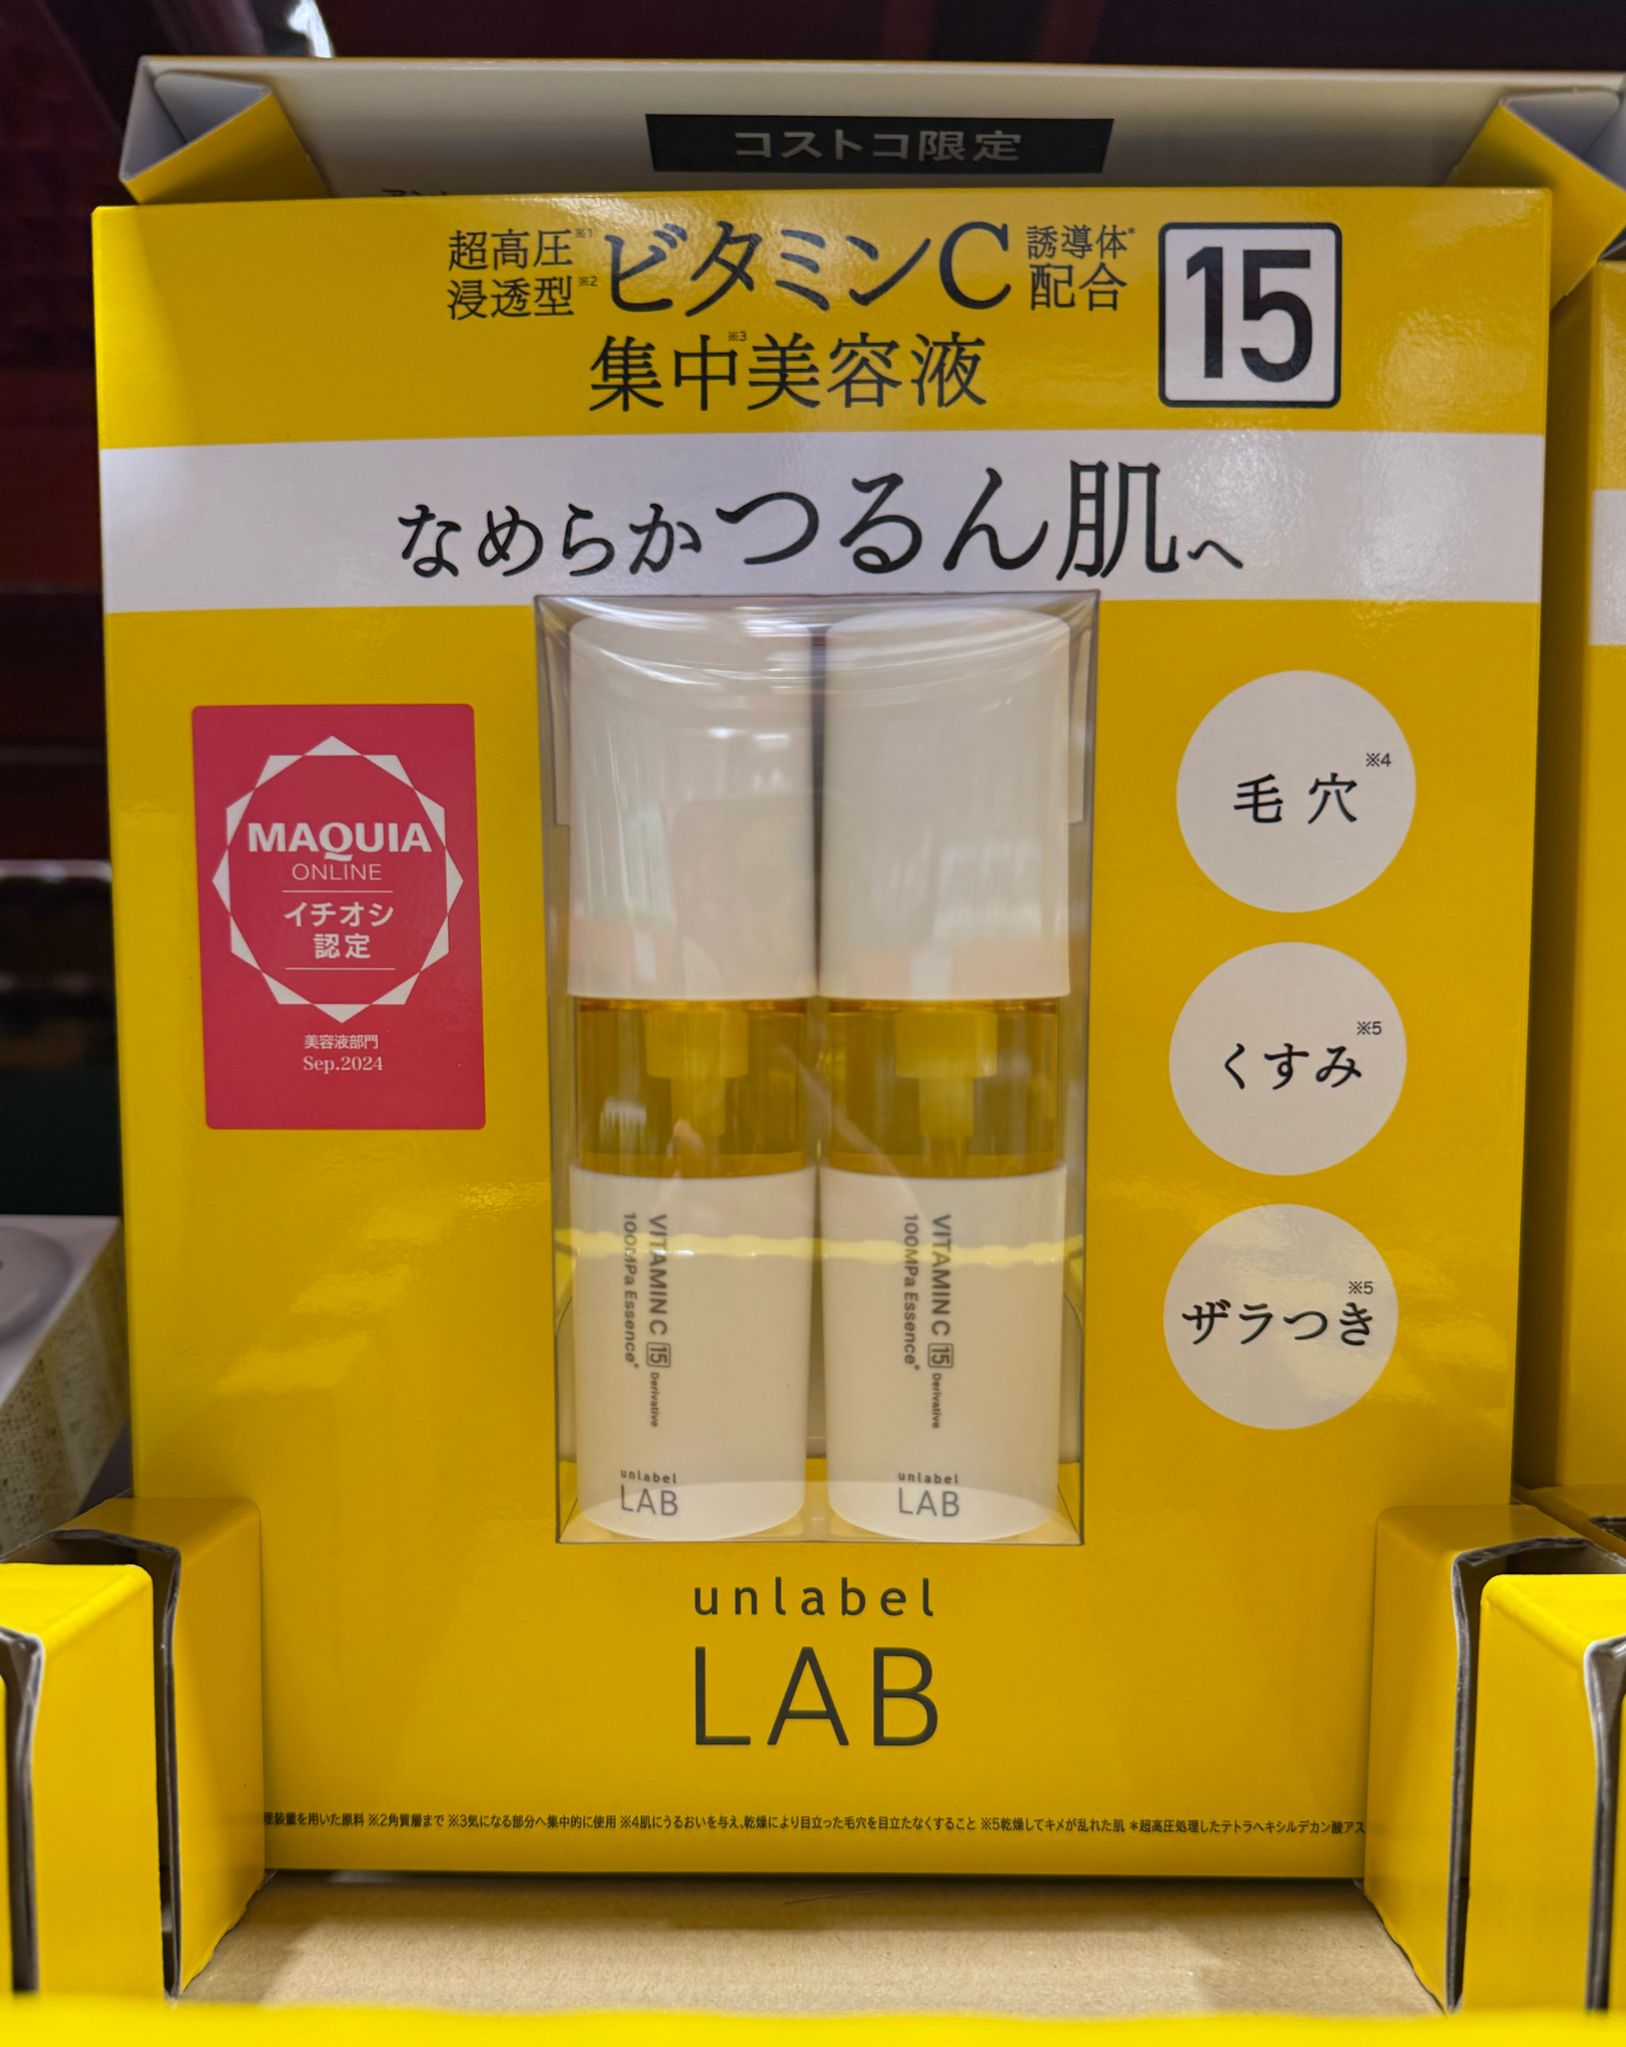 コストコ限定
超高圧※1
浸透型※2
ビタミンC
誘導体*
配合
15
集中※3美容液
なめらかつるん肌へ
MAQUIA
ONLINE
イチオシ
認定
美容液部門
Sep.2024
毛穴※4
くすみ※5
ザラつき※5
VITAMIN C 15 Derivative
100MPa Essence*
unlabel
LAB
VITAMIN C 15 Derivative
100MPa Essence*
unlabel
LAB
unlabel
LAB
装置を用いた原料 ※2角質層まで ※3気になる部分へ集中的に使用 ※4肌にうるおいを与え、乾燥により目立った毛穴を目立たなくすること ※5乾燥してキメが乱れた肌 *超高圧処理したテトラヘキシルデカン酸アス